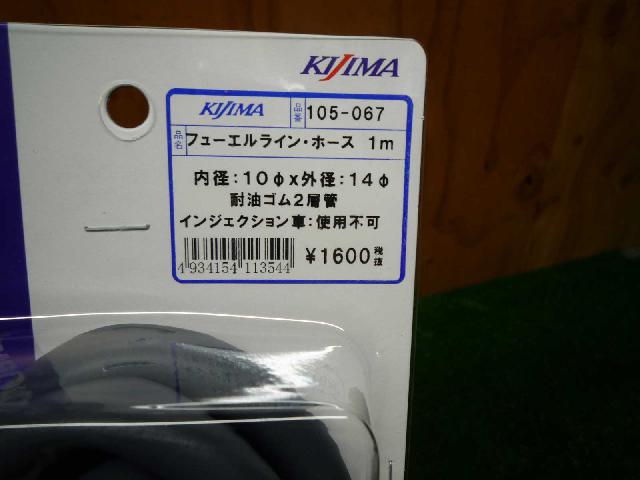 KIJIMA
KIJIMA 品番 105-067
品名 フューエルライン・ホース 1m
内径:10φx外径:14φ
耐油ゴム2層管
インジェクション車:使用不可
4 934154 113544 ¥1600 税抜